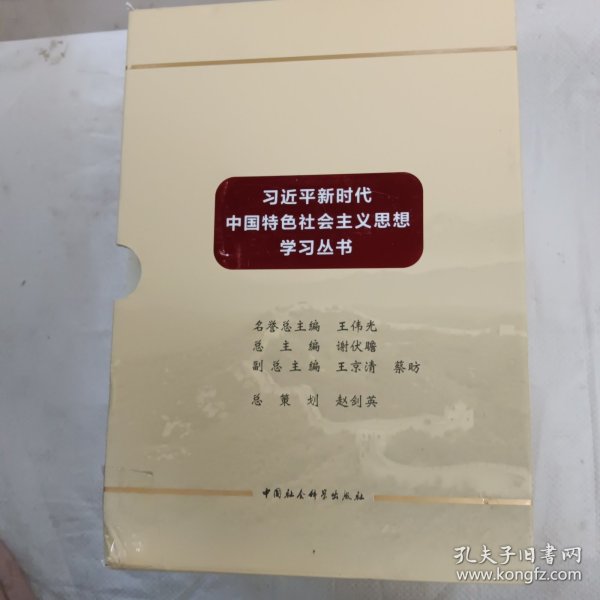 习近平新时代
中国特色社会主义思想
学习丛书
名誉总主编 王伟光
总主编 谢伏瞻
副总主编 王京清 蔡昉
总策划 赵剑英
中国社会科学出版社
孔夫子旧书网
www.kongfz.com